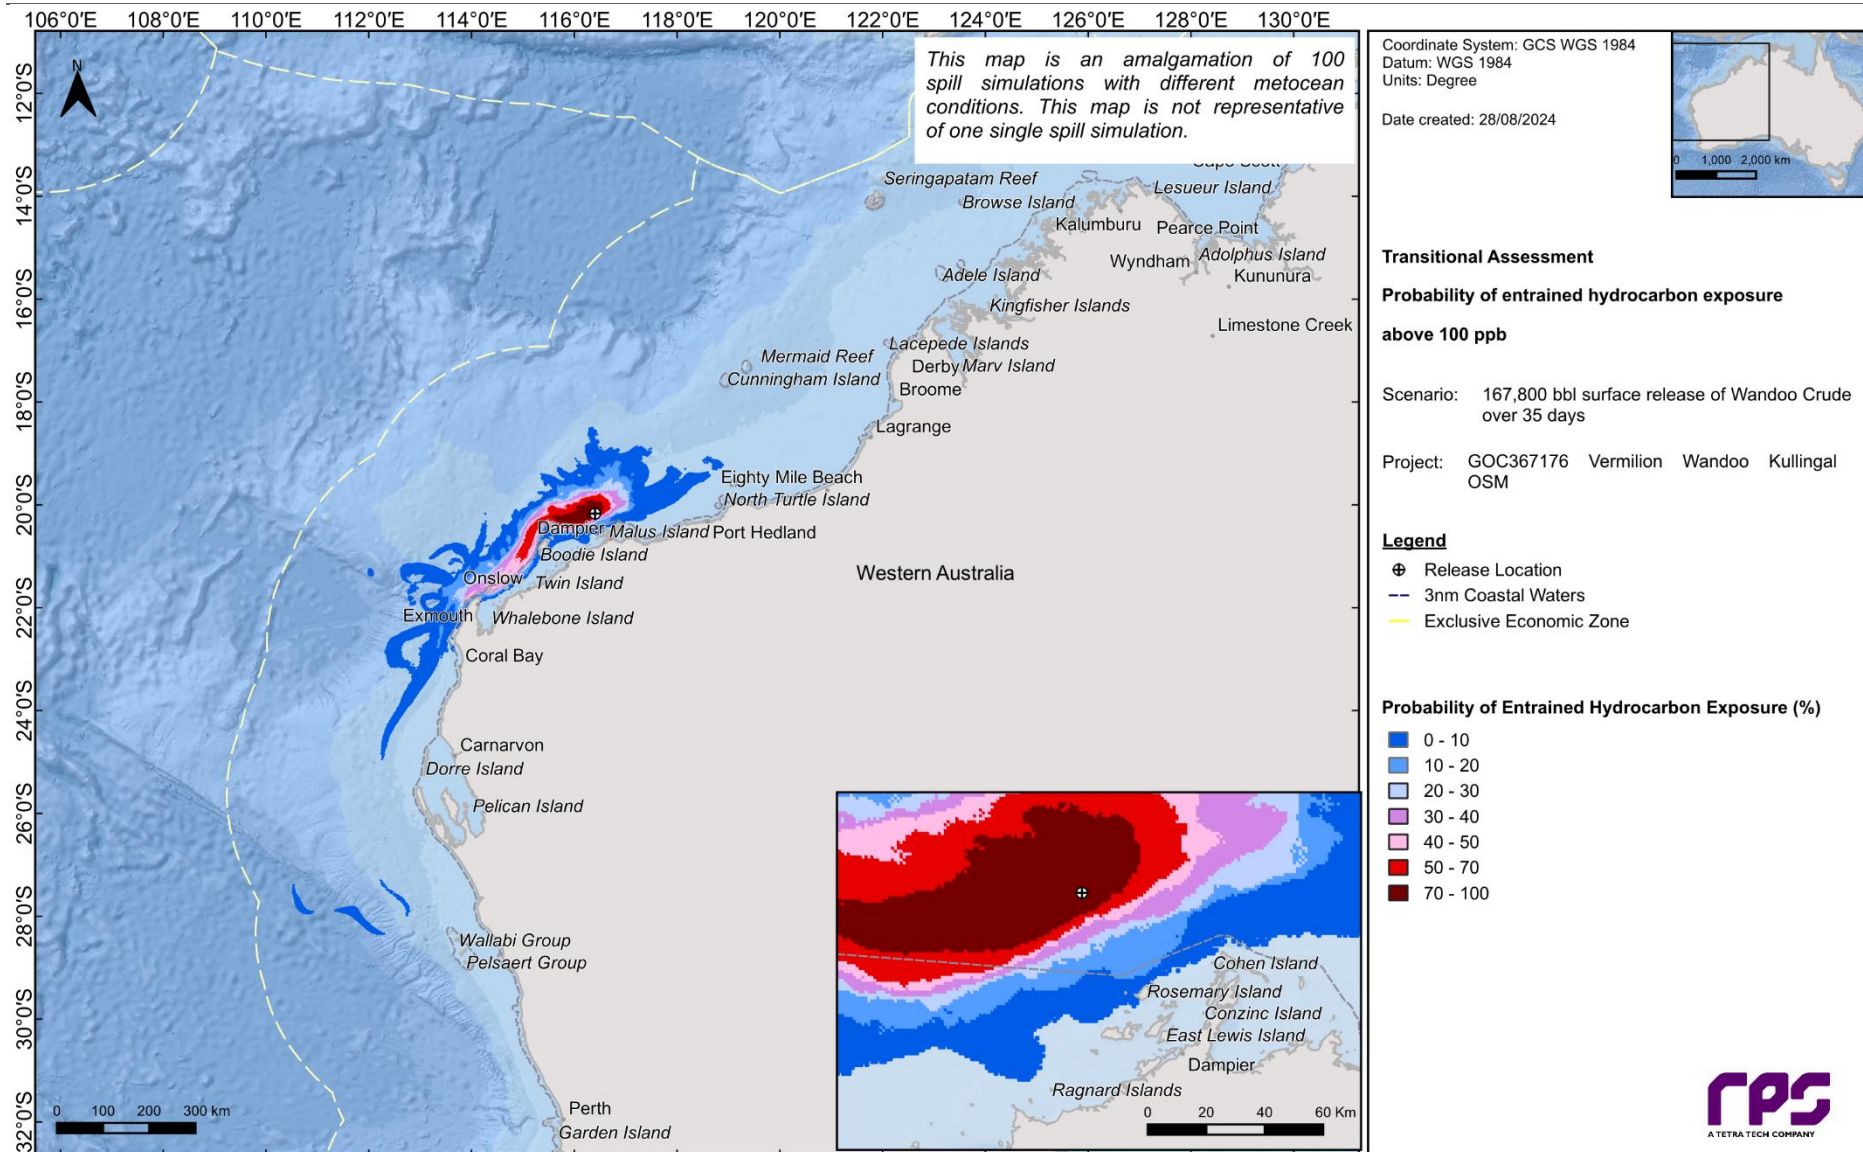 106°0'E 108°0'E 110°0'E 112°0'E 114°0'E 116°0'E 118°0'E 120°0'E 122°0'E 124°0'E 126°0'E 128°0'E 130°0'E
12°0'S
14°0'S
16°0'S
18°0'S
20°0'S
22°0'S
24°0'S
26°0'S
28°0'S
30°0'S
32°0'S
N
This map is an amalgamation of 100
spill simulations with different metocean
conditions. This map is not representative
of one single spill simulation.
Seringapatam Reef
Browse Island
Lesueur Island
Kalumburu
Pearce Point
Wyndham
Adolphus Island
Kununura
Adele Island
Kingfisher Islands
Limestone Creek
Lacepede Islands
Mermaid Reef
Cunningham Island
Derby
Marv Island
Broome
Lagrange
Eighty Mile Beach
North Turtle Island
Dampier
Malus Island
Port Hedland
Boodie Island
Onslow
Twin Island
Western Australia
Exmouth
Whalebone Island
Coral Bay
Carnarvon
Dorre Island
Pelican Island
Wallabi Group
Pelsaert Group
Perth
Garden Island
0 100 200 300 km
Cohen Island
Rosemary Island
Conzinc Island
East Lewis Island
Dampier
Ragnard Islands
0 20 40 60 Km
Coordinate System: GCS WGS 1984
Datum: WGS 1984
Units: Degree
Date created: 28/08/2024
0 1,000 2,000 km
Transitional Assessment
Probability of entrained hydrocarbon exposure
above 100 ppb
Scenario: 167,800 bbl surface release of Wandoo Crude
over 35 days
Project: GOC367176 Vermilion Wandoo Kullingal
OSM
Legend
Release Location
3nm Coastal Waters
Exclusive Economic Zone
Probability of Entrained Hydrocarbon Exposure (%)
0 - 10
10 - 20
20 - 30
30 - 40
40 - 50
50 - 70
70 - 100
rps
A TETRA TECH COMPANY